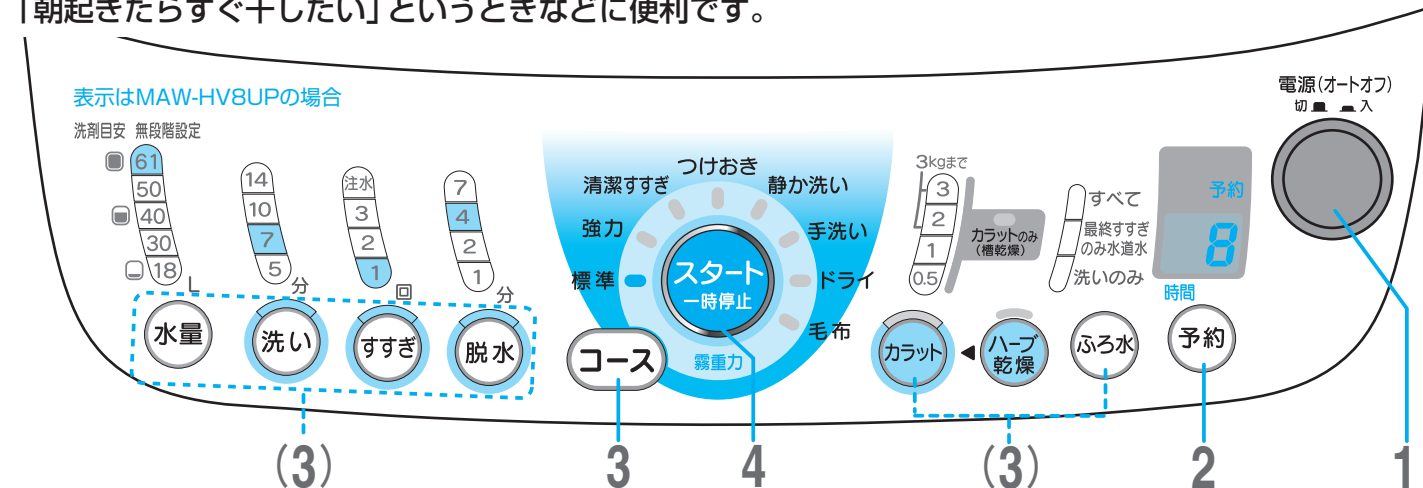 「朝起きたらすぐ干したい」というときなどに便利です。
表示はMAW-HV8UPの場合
洗剤目安 無段階設定
61
50
40
30
18
L
14
10
7
5
分
注水
3
2
1
回
7
4
2
1
分
水量
洗い
すすぎ
脱水
つけおき
清潔すすぎ
静か洗い
強力
手洗い
標準
ドライ
毛布
スタート
一時停止
霧重力
コース
3kgまで
3
2
1
0.5
カラットのみ
(槽乾燥)
すべて
最終すすぎ
のみ水道水
洗いのみ
カラット
ハーブ
乾燥
ふろ水
予約
8
時間
予約
電源(オートオフ)
切 入
(3)
3
4
(3)
2
1